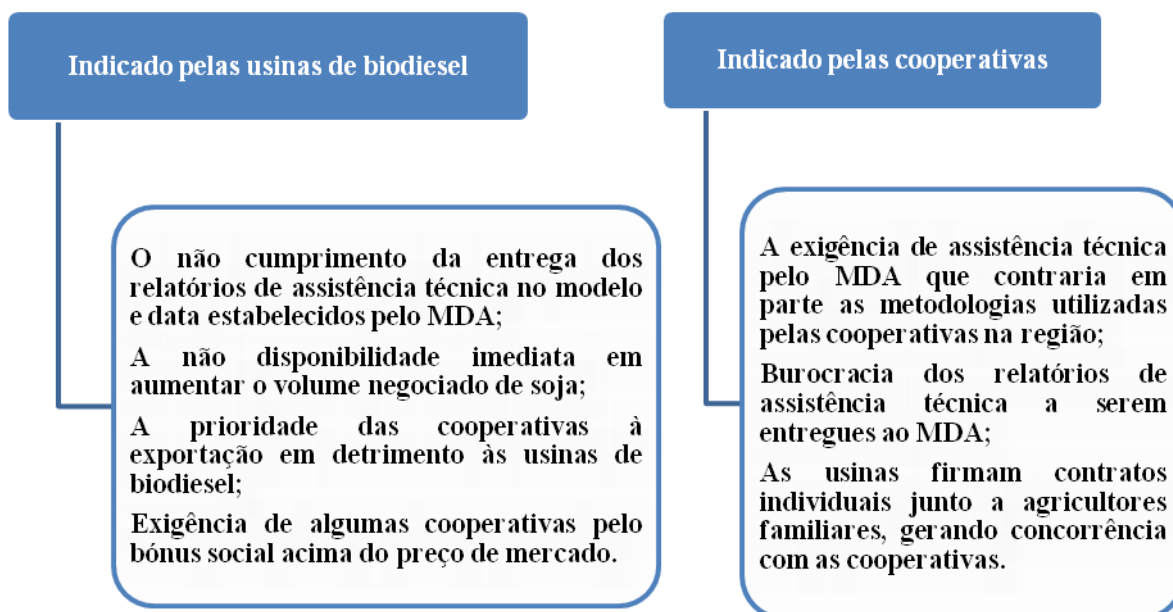 Indicado pelas usinas de biodiesel
O não cumprimento da entrega dos
relatórios de assistência técnica no modelo
e data estabelecidos pelo MDA;
A não disponibilidade imediata em
aumentar o volume negociado de soja;
A prioridade das cooperativas à
exportação em detrimento às usinas de
biodiesel;
Exigência de algumas cooperativas pelo
bónus social acima do preço de mercado.
Indicado pelas cooperativas
A exigência de assistência técnica
pelo MDA que contraria em
parte as metodologias utilizadas
pelas cooperativas na região;
Burocracia dos relatórios de
assistência técnica a serem
entregues ao MDA;
As usinas firmam contratos
individuais junto a agricultores
familiares, gerando concorrência
com as cooperativas.